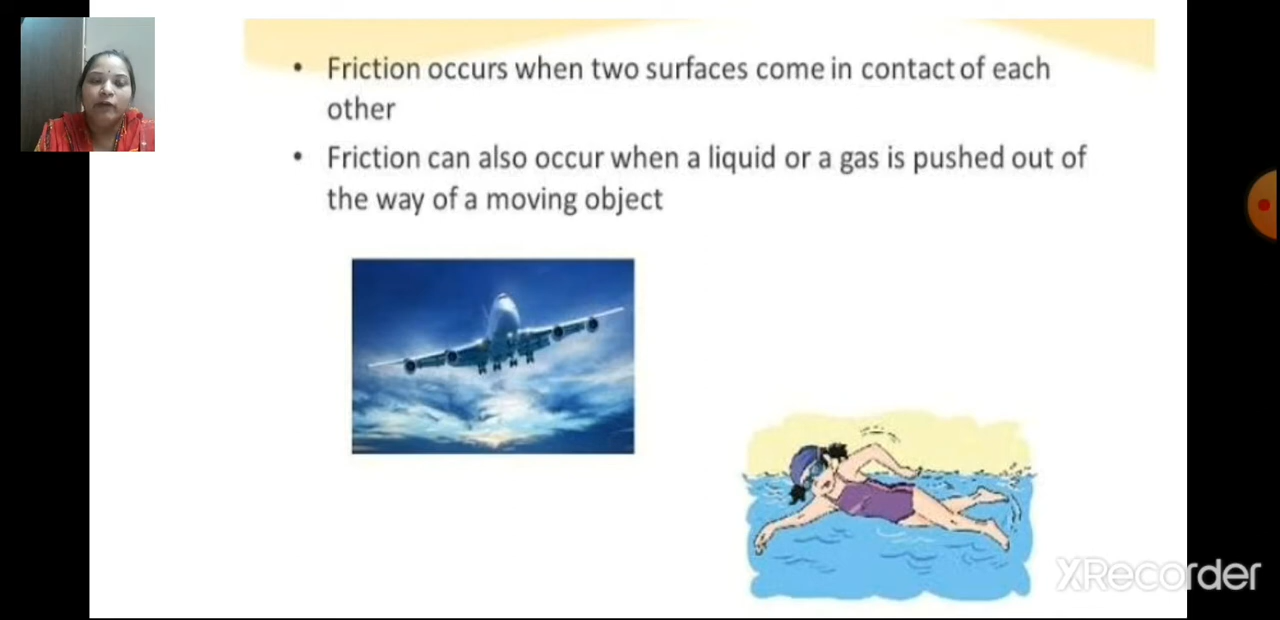 • Friction occurs when two surfaces come in contact of each
other
• Friction can also occur when a liquid or a gas is pushed out of
the way of a moving object
XRecorder